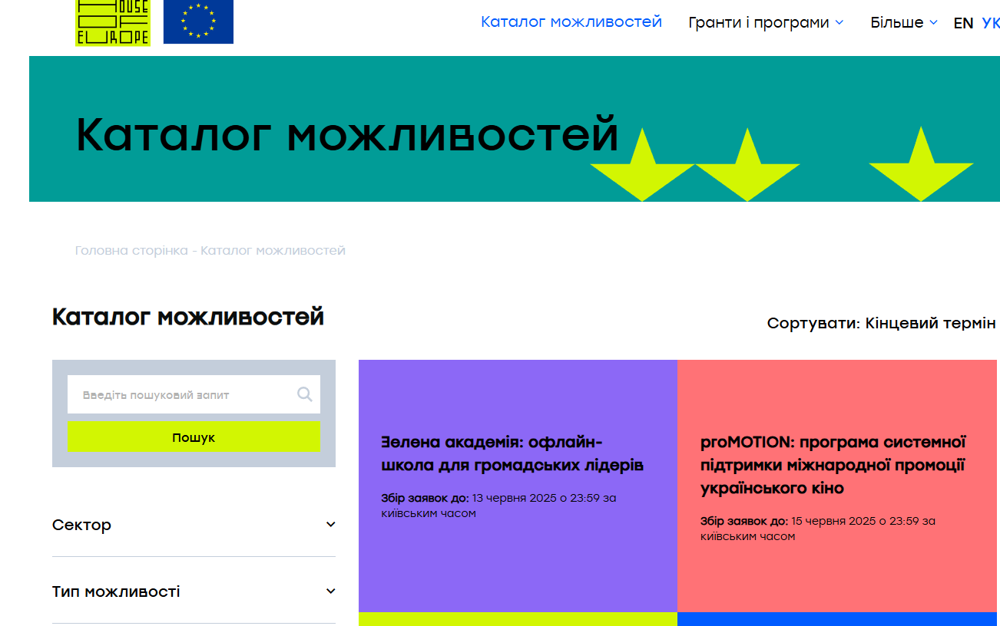 HOUSE
OF
EUROPE
Каталог можливостей
Гранти і програми
Більше
EN УК
Каталог можливостей
Головна сторінка - Каталог можливостей
Каталог можливостей
Сортувати: Кінцевий термін
Введіть пошуковий запит
Пошук
Сектор
Тип можливості
Зелена академія: офлайн-
школа для громадських лідерів
Збір заявок до: 13 червня 2025 о 23:59 за
київським часом
proMOTION: програма системної
підтримки міжнародної промоції
українського кіно
Збір заявок до: 15 червня 2025 о 23:59 за
київським часом